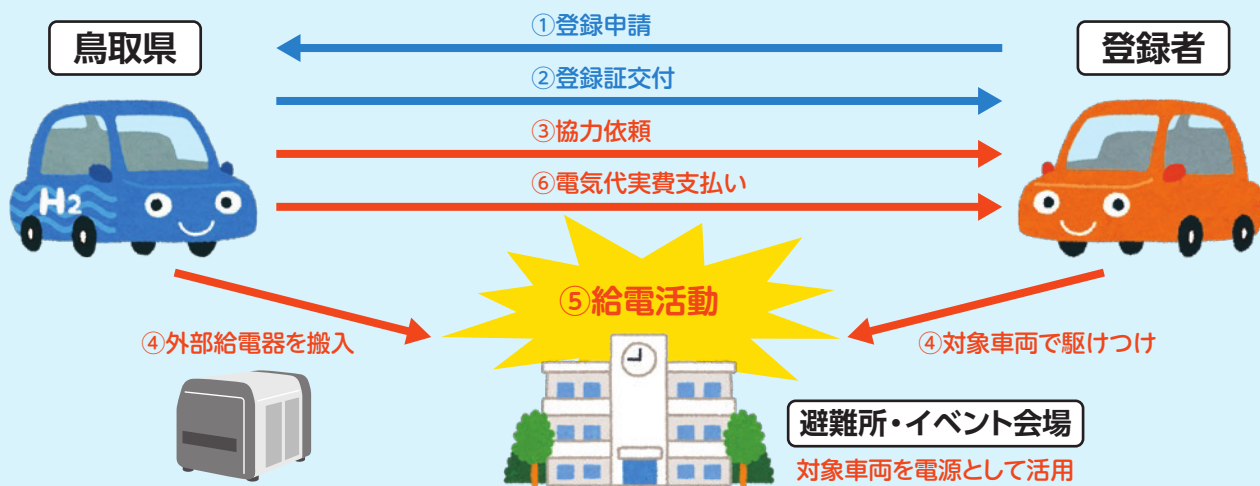 鳥取県
登録者
①登録申請
②登録証交付
③協力依頼
⑥電気代実費支払い
H2
⑤給電活動
④外部給電器を搬入
④対象車両で駆けつけ
避難所・イベント会場
対象車両を電源として活用